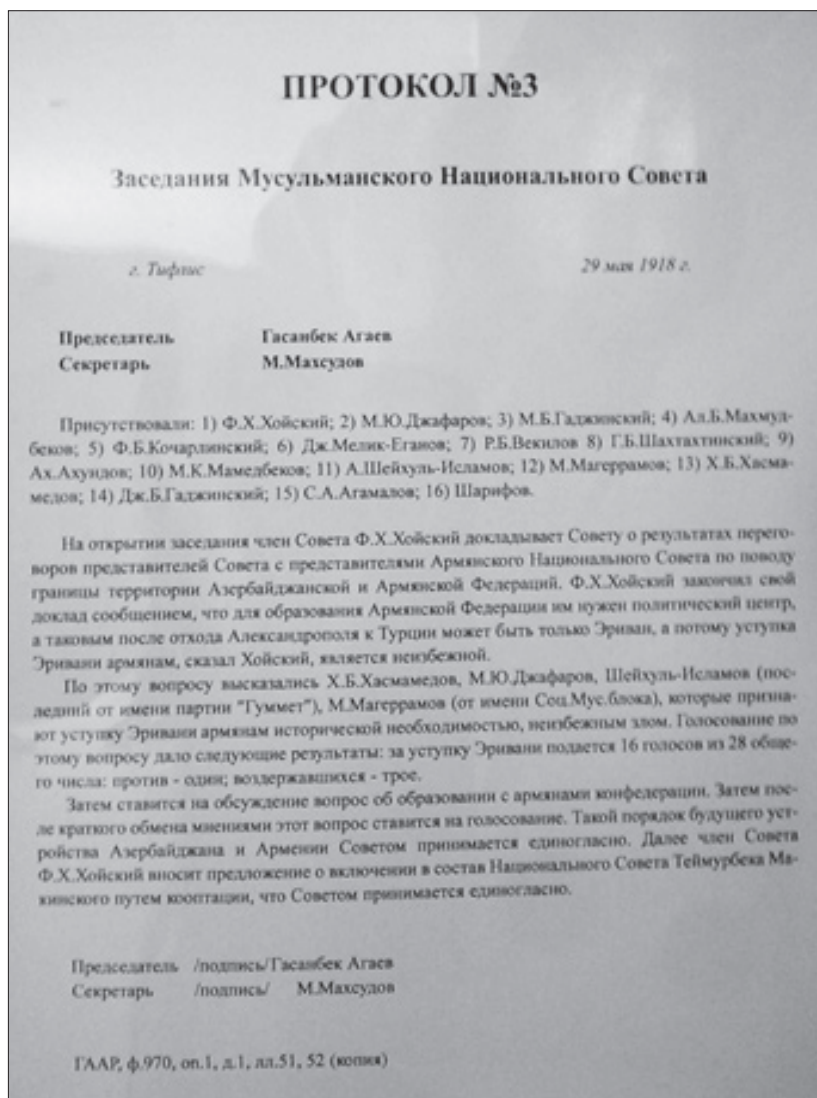 ПРОТОКОЛ №3
Заседания Мусульманского Национального Совета
г. Тифлис 29 мая 1918 г.
Председатель Гасанбек Агаев
Секретарь М.Махсудов
Присутствовали: 1) Ф.Х.Хойский; 2) М.Ю.Джафаров; 3) М.Б.Гаджинский; 4) Ал.Б.Махмуд-
беков; 5) Ф.Б.Кочарлинский; 6) Дж.Мелик-Еганов; 7) Р.Б.Векилов 8) Г.Б.Шахтахтинский; 9)
Ах.Ахундов; 10) М.К.Мамедбеков; 11) А.Шейхуль-Исламов; 12) М.Магеррамов; 13) Х.Б.Хасма-
медов; 14) Дж.Б.Гаджинский; 15) С.А.Агамалов; 16) Шарифов.
На открытии заседания член Совета Ф.Х.Хойский докладывает Совету о результатах перего-
воров представителей Совета с представителями Армянского Национального Совета по поводу
границы территории Азербайджанской и Армянской Федераций. Ф.Х.Хойский закончил свой
доклад сообщением, что для образования Армянской Федерации им нужен политический центр,
а таковым после отхода Александрополя к Турции может быть только Эриван, а потому уступка
Эривани армянам, сказал Хойский, является неизбежной.
По этому вопросу высказались Х.Б.Хасмамедов, М.Ю.Джафаров, Шейхуль-Исламов (пос-
ледний от имени партии "Гуммет"), М.Магеррамов (от имени Соц.Мус.блока), которые призна-
ют уступку Эривани армянам исторической необходимостью, неизбежным злом. Голосование по
этому вопросу дало следующие результаты: за уступку Эривани подается 16 голосов из 28 обще-
го числа: против - один; воздержавшихся - трое.
Затем ставится на обсуждение вопрос об образовании с армянами конфедерации. Затем пос-
ле краткого обмена мнениями этот вопрос ставится на голосование. Такой порядок будущего уст-
ройства Азербайджана и Армении Советом принимается единогласно. Далее член Совета
Ф.Х.Хойский вносит предложение о включении в состав Национального Совета Теймурбека Ма-
кинского путем кооптации, что Советом принимается единогласно.
Председатель /подпись/ Гасанбек Агаев
Секретарь /подпись/ М.Махсудов
ГААР, ф.970, оп.1, д.1, лл.51, 52 (копия)